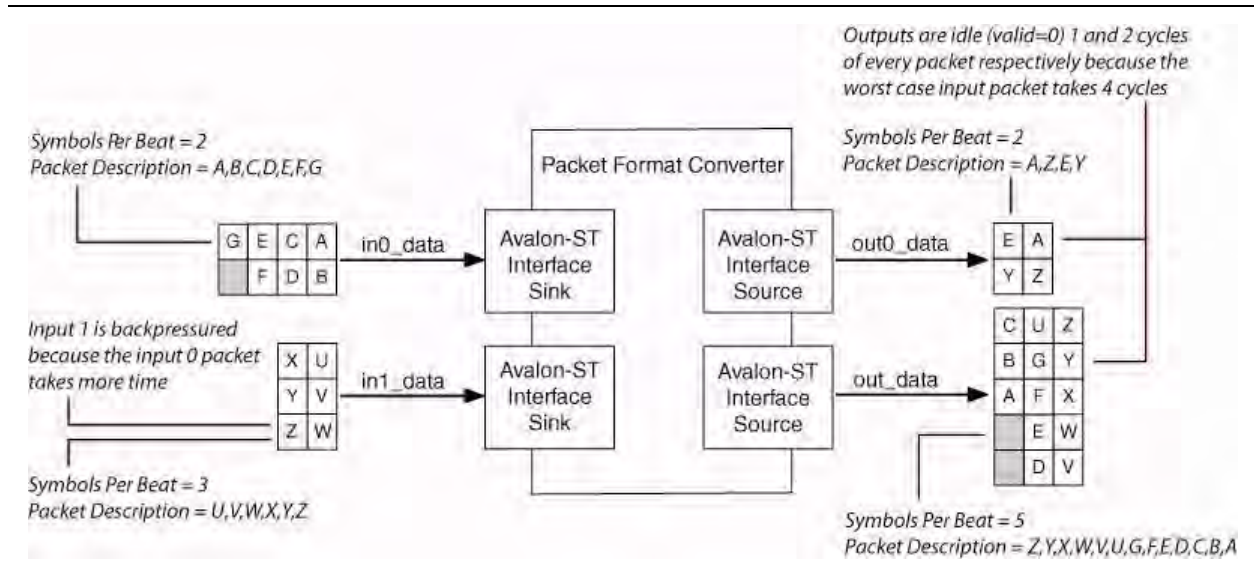 Outputs are idle (valid=0) 1 and 2 cycles
of every packet respectively because the
worst case input packet takes 4 cycles
Symbols Per Beat = 2
Packet Description = A,B,C,D,E,F,G
Packet Format Converter
Symbols Per Beat = 2
Packet Description = A,Z,E,Y
G E C A
F D B
in0_data
Avalon-ST
Interface
Sink
Avalon-ST
Interface
Source
out0_data
E A
Y Z
Input 1 is backpressured
because the input 0 packet
takes more time
X U
Y V
Z W
in1_data
Avalon-ST
Interface
Sink
Avalon-ST
Interface
Source
out_data
C U Z
B G Y
A F X
E W
D V
Symbols Per Beat = 3
Packet Description = U,V,W,X,Y,Z
Symbols Per Beat = 5
Packet Description = Z,Y,X,W,V,U,G,F,E,D,C,B,A